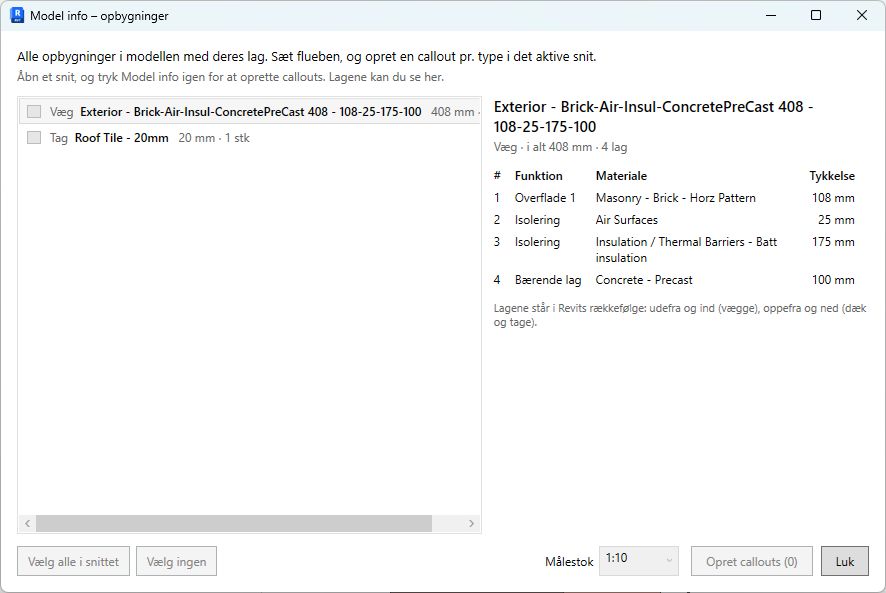 Model info – opbygninger
Alle opbygninger i modellen med deres lag. Sæt flueben, og opret en callout pr. type i det aktive snit.
Åbn et snit, og tryk Model info igen for at oprette callouts. Lagene kan du se her.
Væg Exterior - Brick-Air-Insul-ConcretePreCast 408 - 108-25-175-100 408 mm ·
Tag Roof Tile - 20mm 20 mm · 1 stk
Exterior - Brick-Air-Insul-ConcretePreCast 408 -
108-25-175-100
Væg · i alt 408 mm · 4 lag
# Funktion Materiale Tykkelse
1 Overflade 1 Masonry - Brick - Horz Pattern 108 mm
2 Isolering Air Surfaces 25 mm
3 Isolering Insulation / Thermal Barriers - Batt 175 mm
insulation
4 Bærende lag Concrete - Precast 100 mm
Lagene står i Revits rækkefølge: udefra og ind (vægge), oppefra og ned (dæk
og tage).
Vælg alle i snittet Vælg ingen Målestok 1:10 Opret callouts (0) Luk